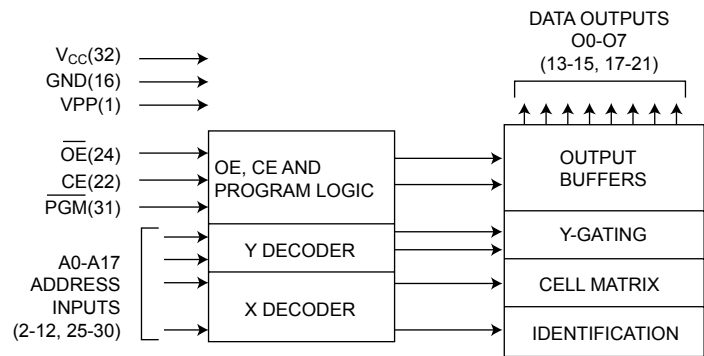 DATA OUTPUTS
O0-O7
(13-15, 17-21)
VCC(32)
GND(16)
VPP(1)
OE(24)
CE(22)
PGM(31)
OE, CE AND
PROGRAM LOGIC
OUTPUT
BUFFERS
Y DECODER
Y-GATING
A0-A17
ADDRESS
INPUTS
(2-12, 25-30)
X DECODER
CELL MATRIX
IDENTIFICATION